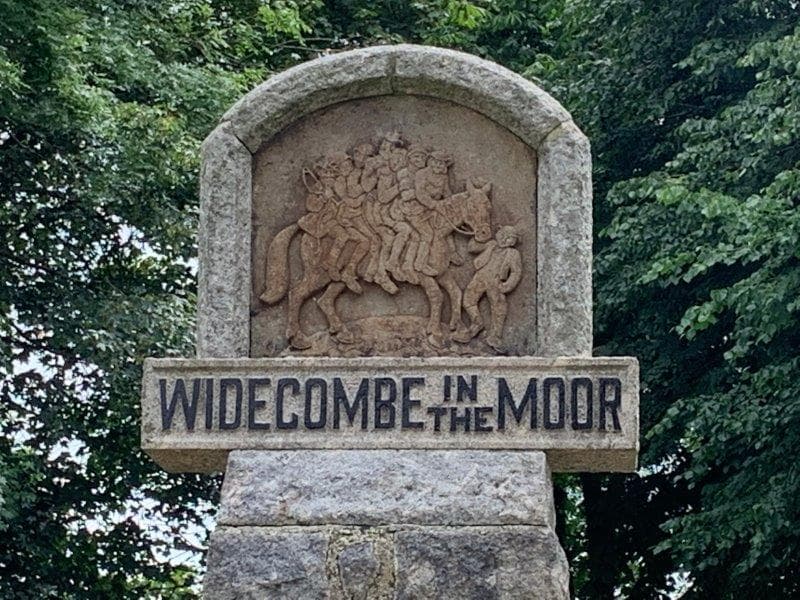 WIDECOMBE IN THE MOOR